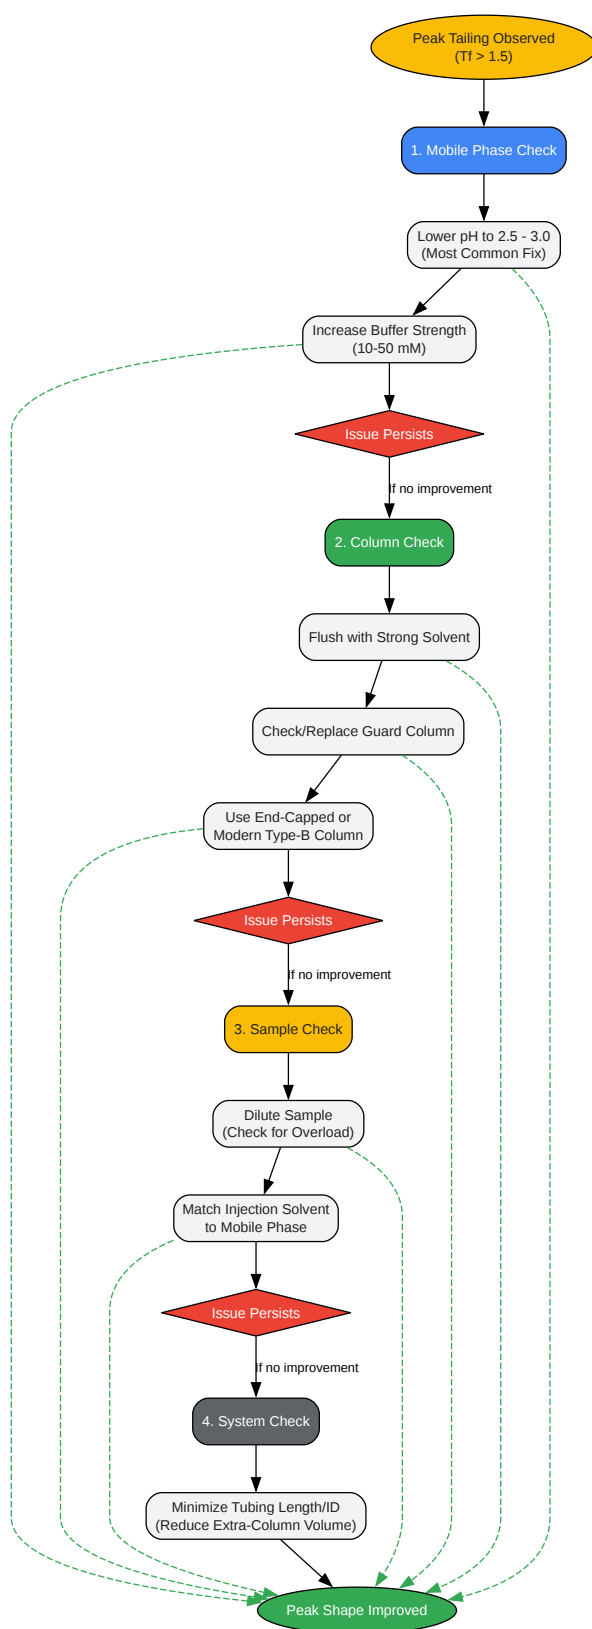 Peak Tailing Observed
(Tf > 1.5)
1. Mobile Phase Check
Lower pH to 2.5 - 3.0
(Most Common Fix)
Increase Buffer Strength
(10-50 mM)
Issue Persists
If no improvement
2. Column Check
Flush with Strong Solvent
Check/Replace Guard Column
Use End-Capped or
Modern Type-B Column
Issue Persists
If no improvement
3. Sample Check
Dilute Sample
(Check for Overload)
Match Injection Solvent
to Mobile Phase
Issue Persists
If no improvement
4. System Check
Minimize Tubing Length/ID
(Reduce Extra-Column Volume)
Peak Shape Improved